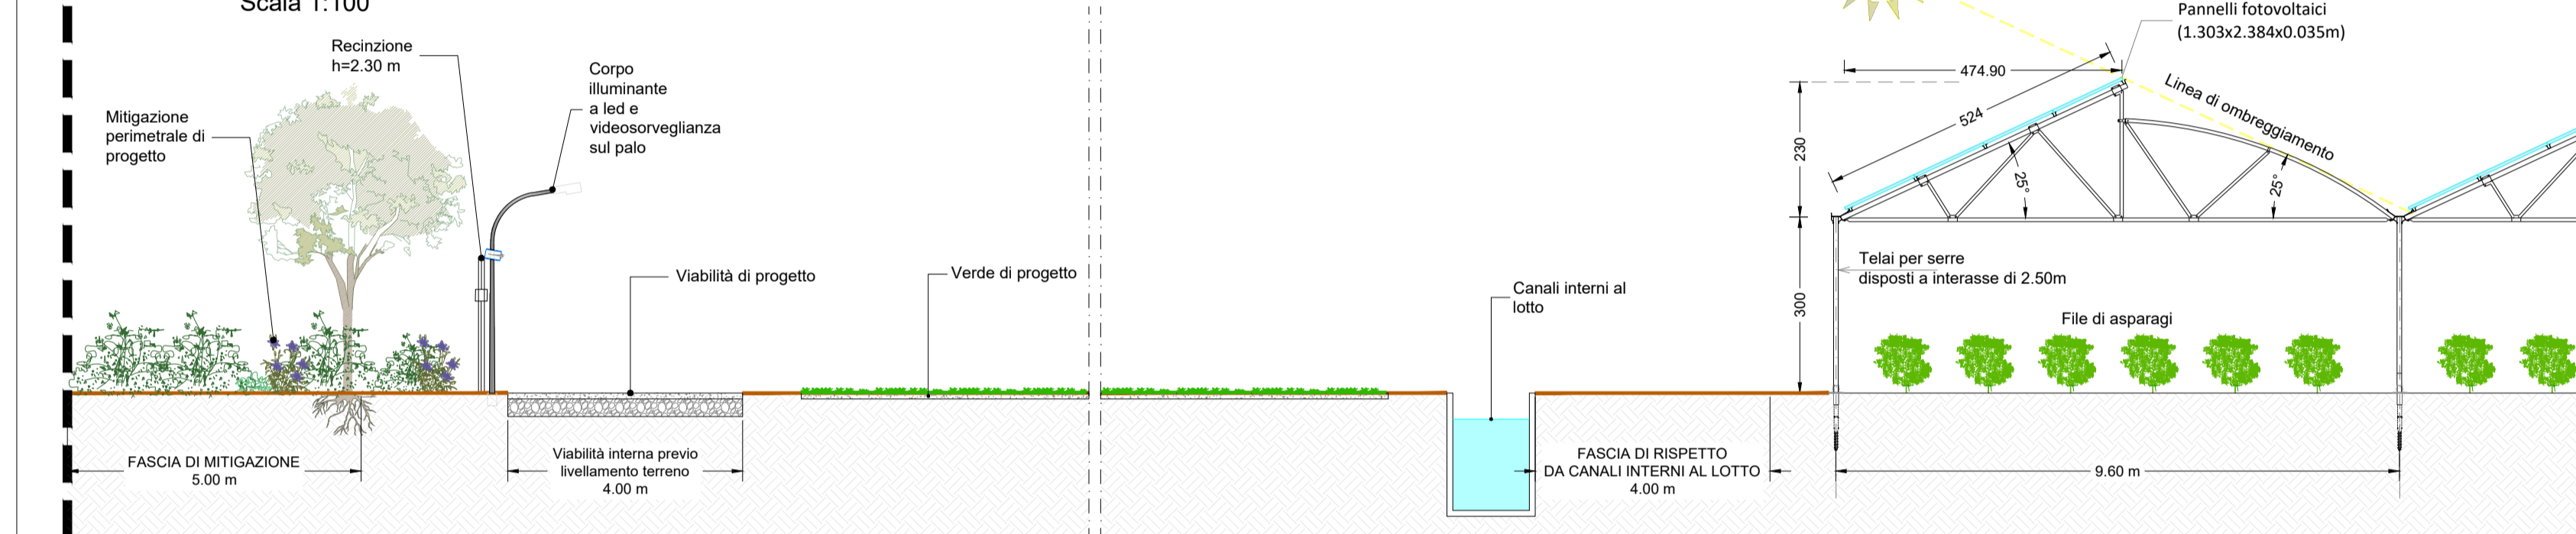 Scala 1:100
Recinzione
h=2.30 m
Corpo
illuminante
a led e
videosorveglianza
sul palo
Mitigazione
perimetrale di
progetto
Viabilità di progetto
Verde di progetto
Canali interni al
lotto
Pannelli fotovoltaici
(1.303x2.384x0.035m)
474.90
524
Linea di ombreggiamento
230
25°
25°
300
Telai per serre
disposti a interasse di 2.50m
File di asparagi
FASCIA DI MITIGAZIONE
5.00 m
Viabilità interna previo
livellamento terreno
4.00 m
FASCIA DI RISPETTO
DA CANALI INTERNI AL LOTTO
4.00 m
9.60 m